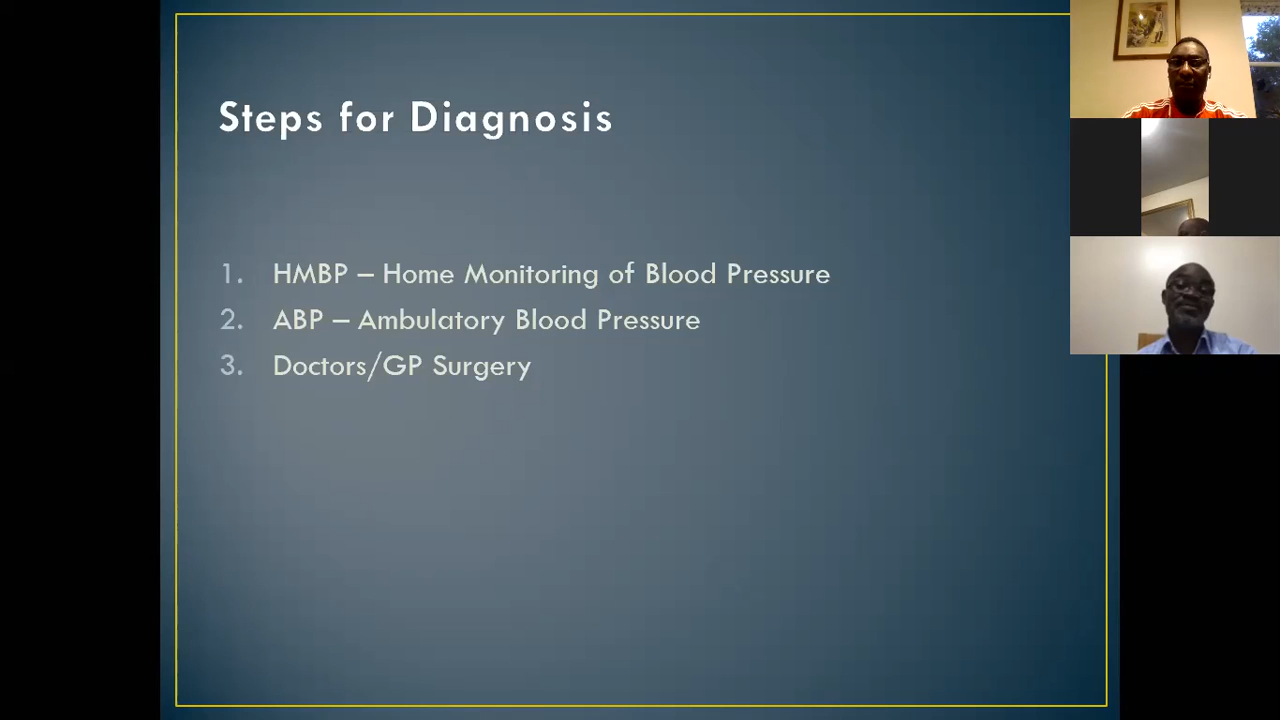 Steps for Diagnosis
1. HMBP – Home Monitoring of Blood Pressure
2. ABP – Ambulatory Blood Pressure
3. Doctors/GP Surgery